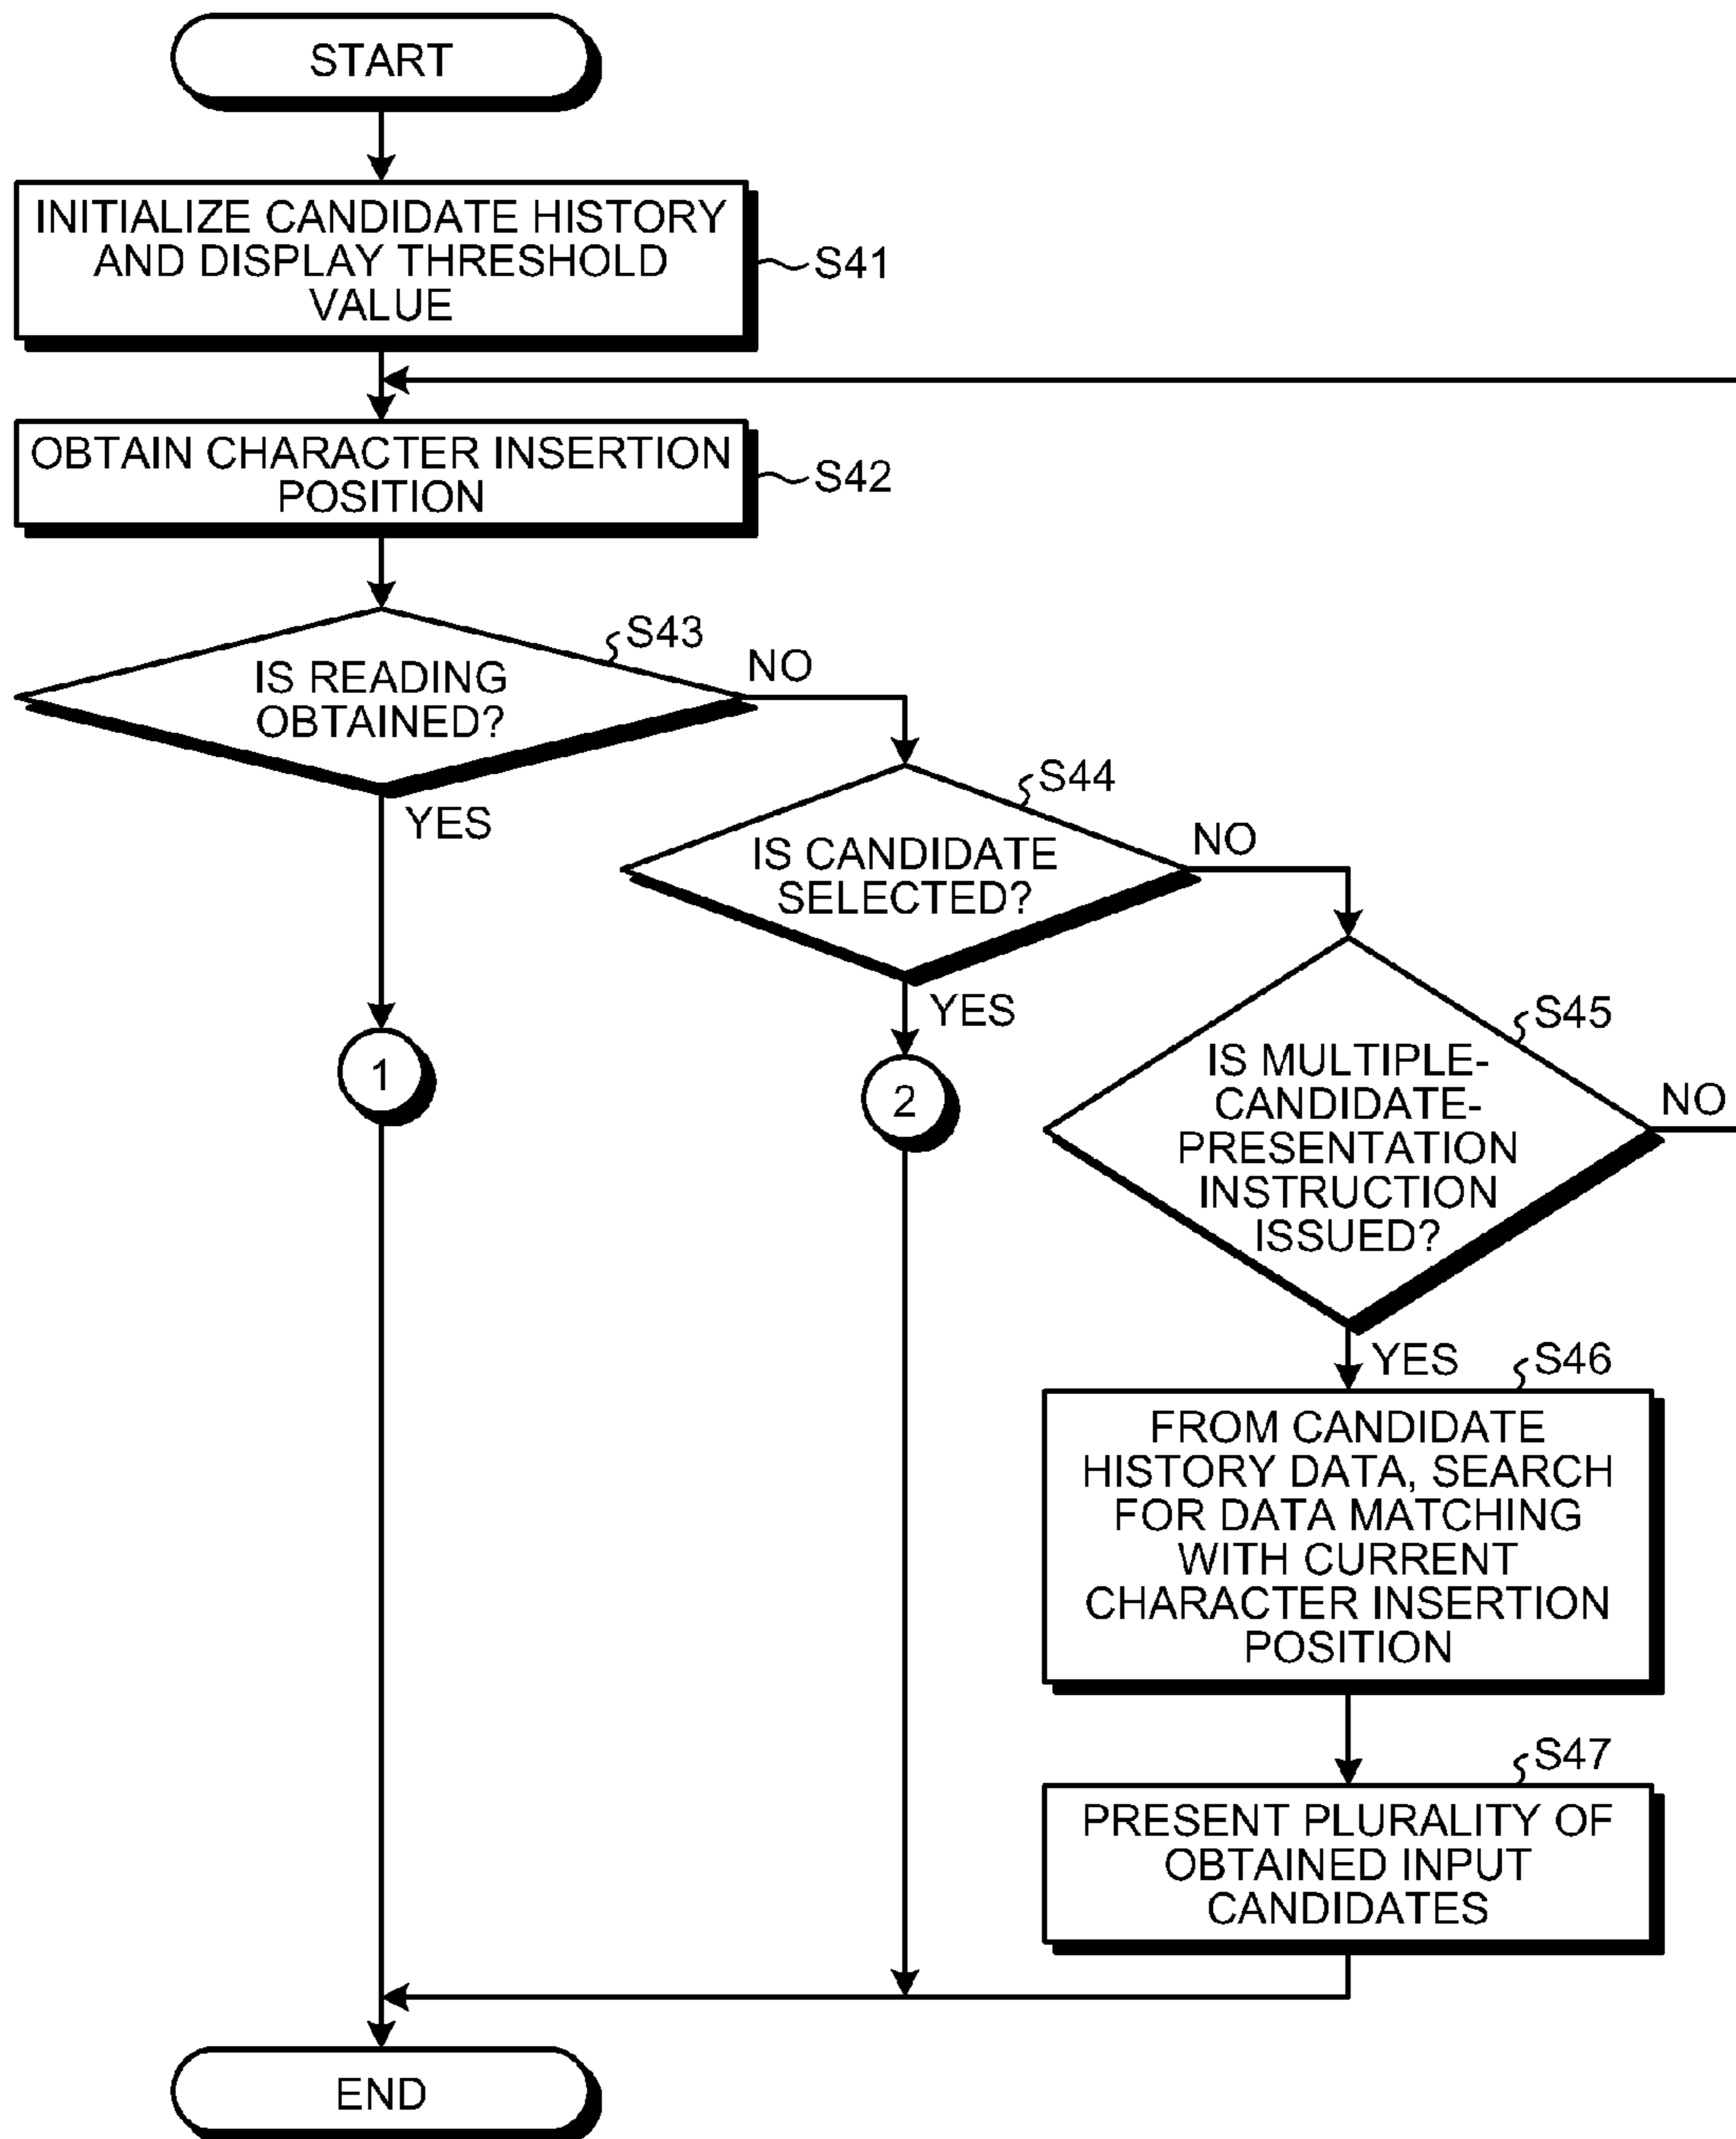 START
INITIALIZE CANDIDATE HISTORY
AND DISPLAY THRESHOLD
VALUE
S41
OBTAIN CHARACTER INSERTION
POSITION
S42
S43
IS READING
OBTAINED?
NO
YES
S44
IS CANDIDATE
SELECTED?
NO
YES
1
2
S45
IS MULTIPLE-
CANDIDATE-
PRESENTATION
INSTRUCTION
ISSUED?
NO
YES
S46
FROM CANDIDATE
HISTORY DATA, SEARCH
FOR DATA MATCHING
WITH CURRENT
CHARACTER INSERTION
POSITION
S47
PRESENT PLURALITY OF
OBTAINED INPUT
CANDIDATES
END